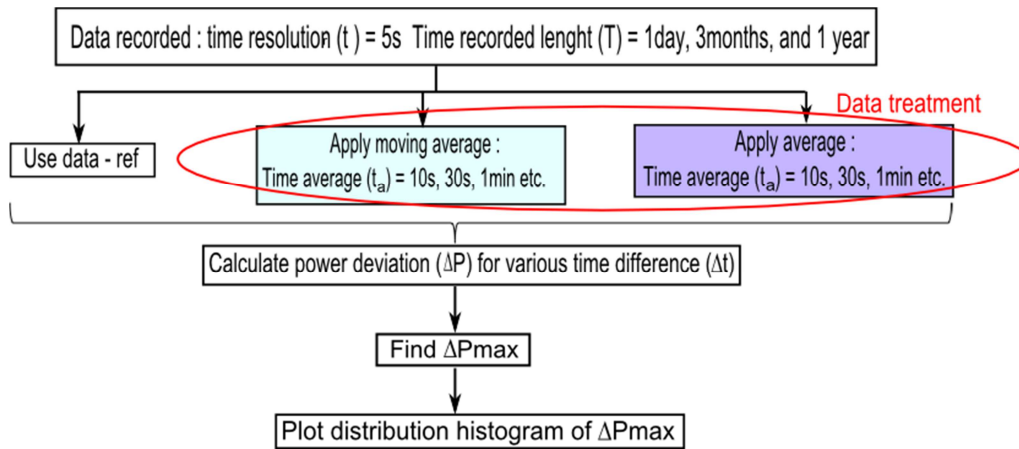 Data recorded : time resolution (t ) = 5s  Time recorded lenght (T) = 1day, 3months, and 1 year
Data treatment
Use data - ref
Apply moving average :
Time average (tₐ) = 10s, 30s, 1min etc.
Apply average :
Time average (tₐ) = 10s, 30s, 1min etc.
Calculate power deviation (ΔP) for various time difference (Δt)
Find ΔPmax
Plot distribution histogram of ΔPmax